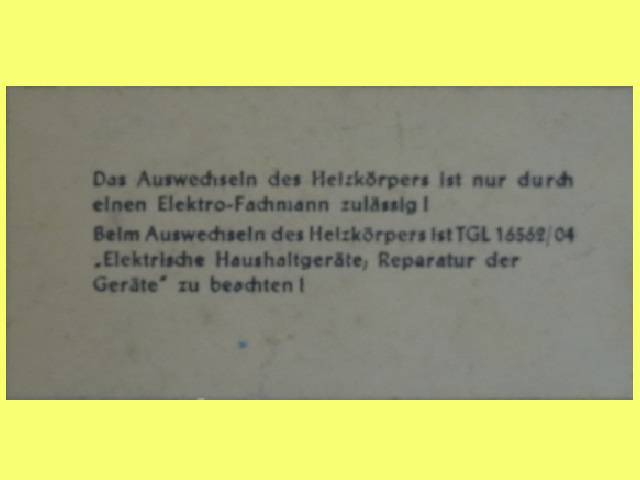 Das Auswechseln des Heizkörpers ist nur durch
einen Elektro-Fachmann zulässig!
Beim Auswechseln des Heizkörpers ist TGL 16562/04
„Elektrische Haushaltgeräte; Reparatur der
Geräte“ zu beachten!